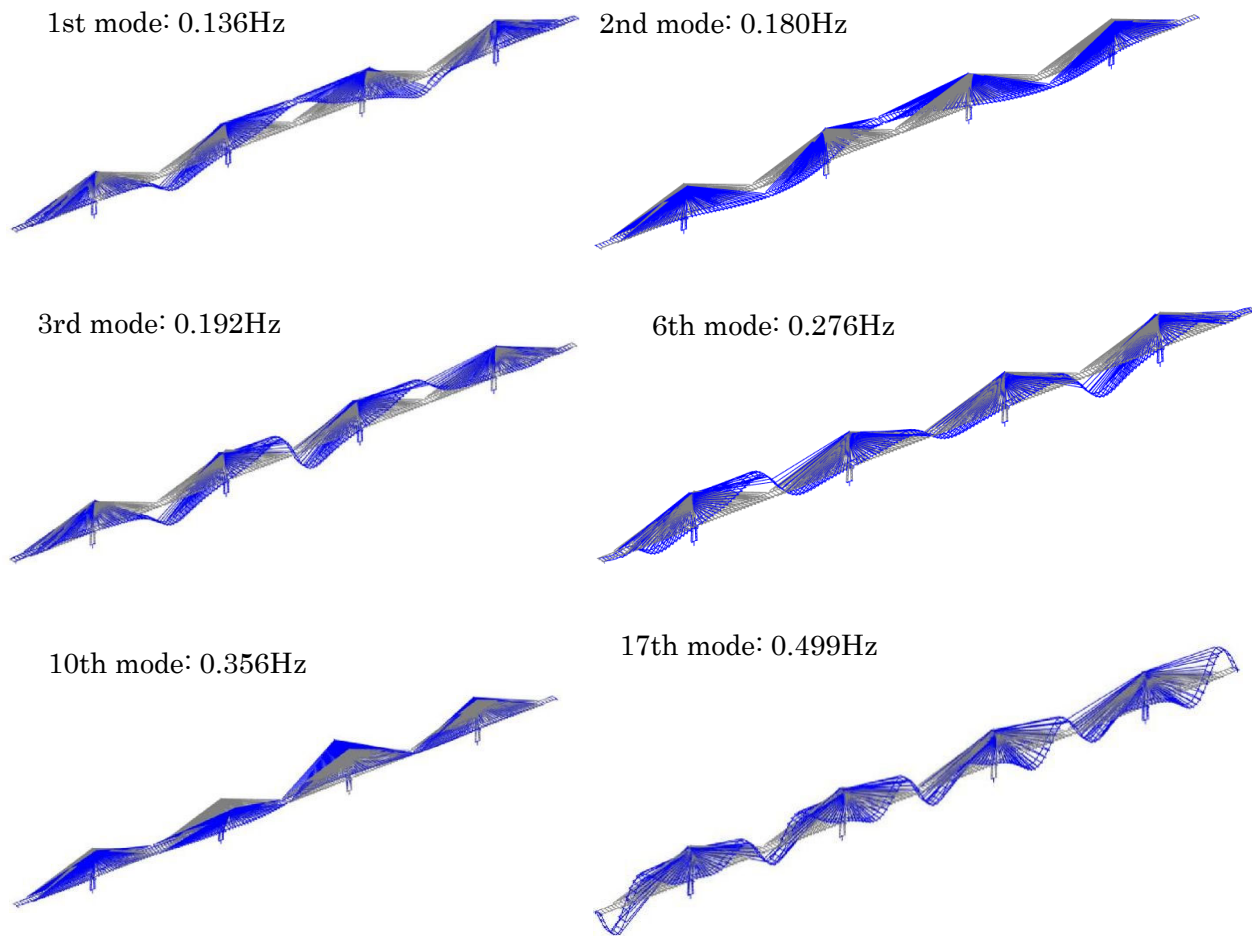 1st mode: 0.136Hz
2nd mode: 0.180Hz
3rd mode: 0.192Hz
6th mode: 0.276Hz
10th mode: 0.356Hz
17th mode: 0.499Hz